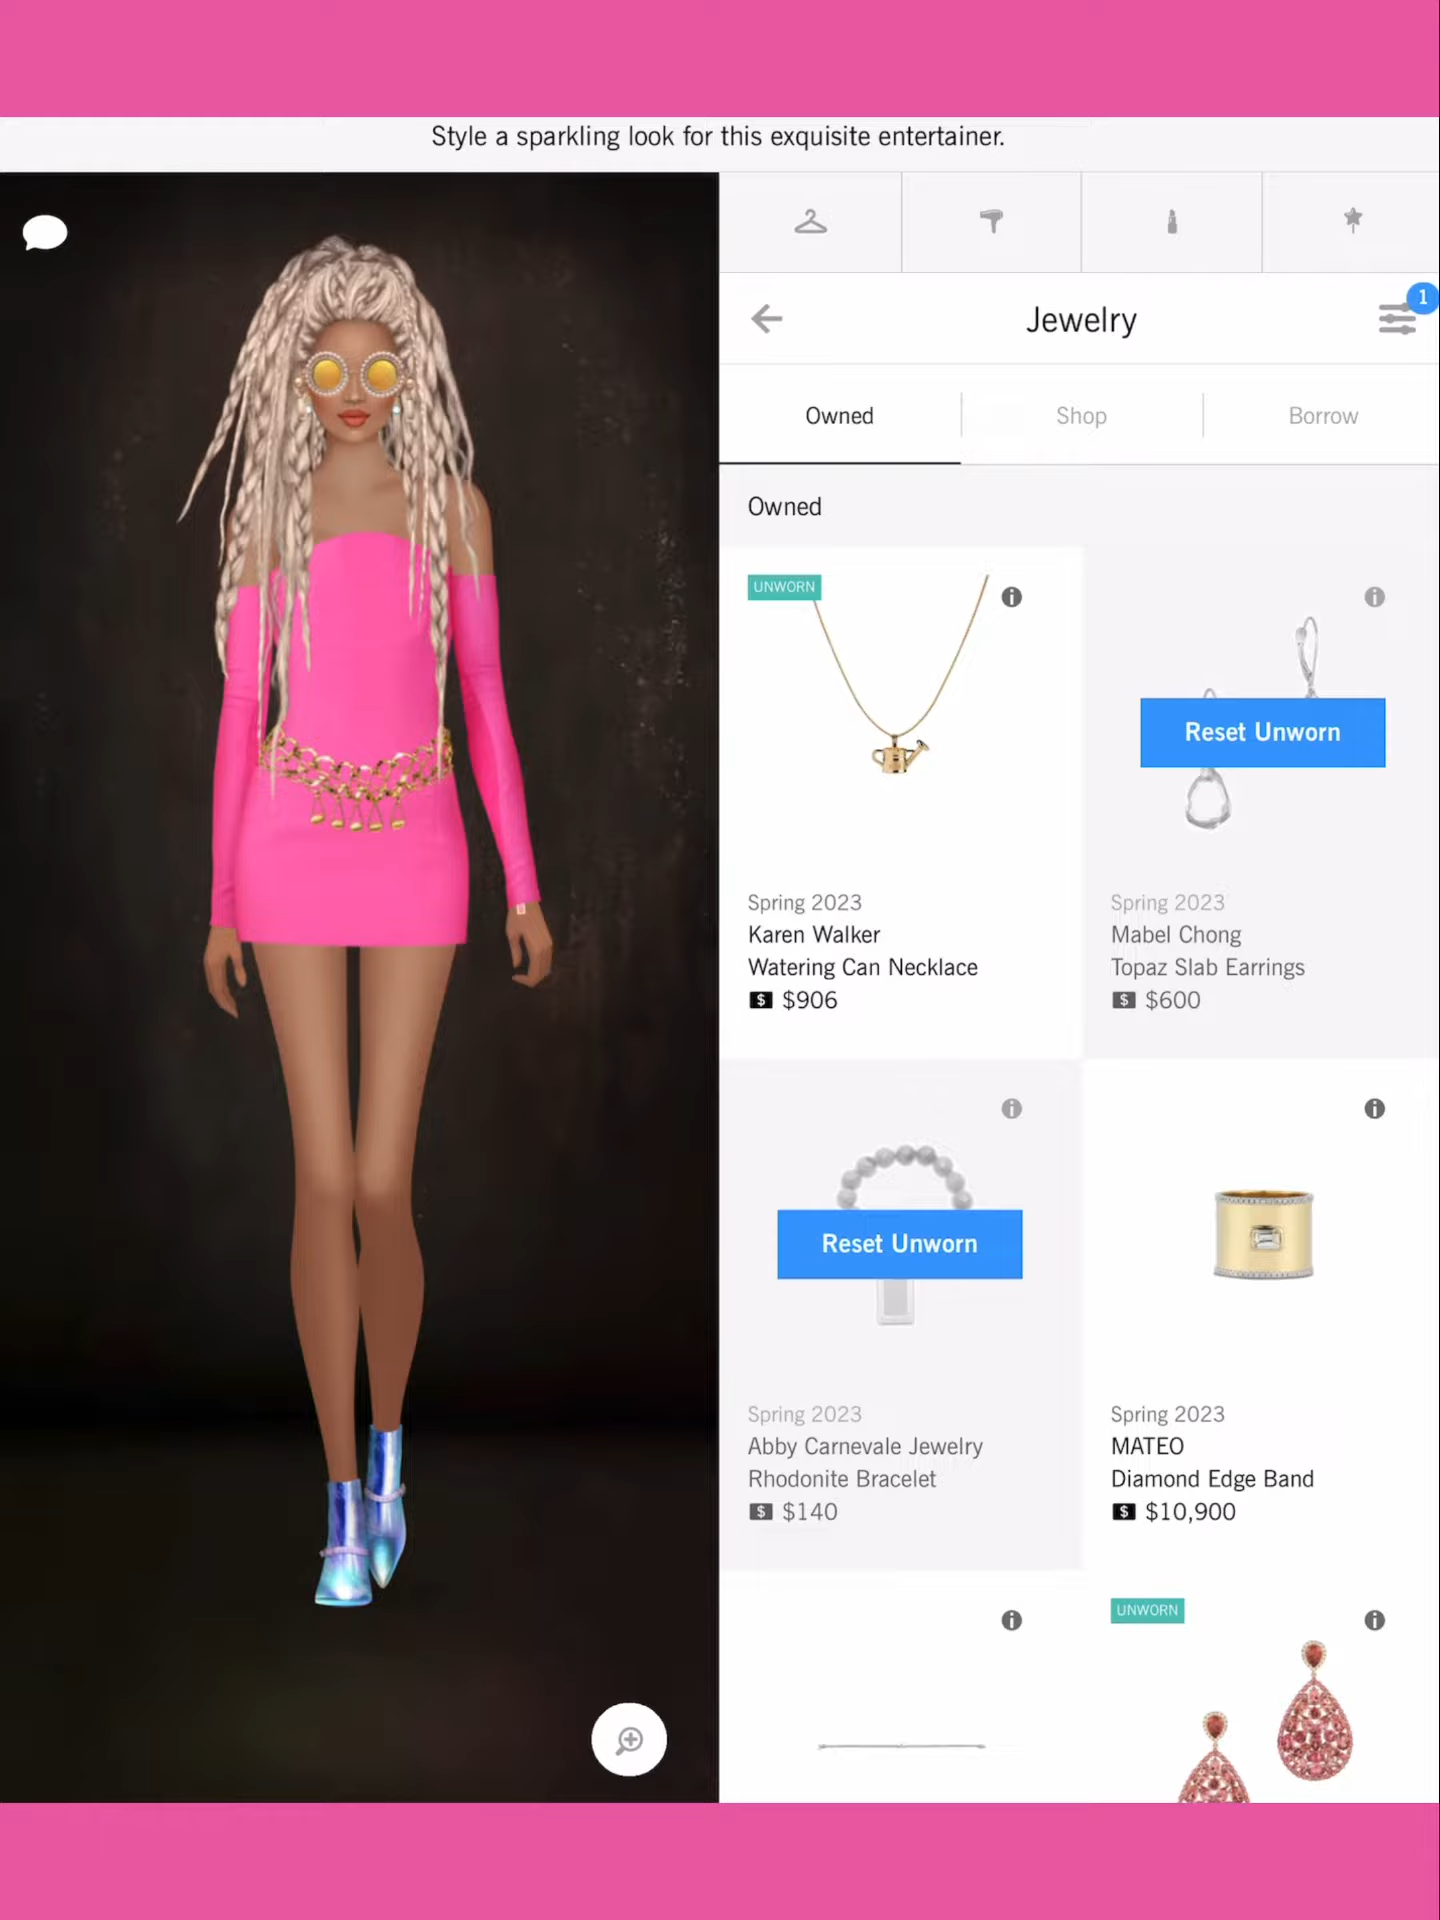 Style a sparkling look for this exquisite entertainer.
Jewelry
1
Owned
Shop
Borrow
Owned
UNWORN
Spring 2023
Karen Walker
Watering Can Necklace
$ $906
Reset Unworn
Spring 2023
Mabel Chong
Topaz Slab Earrings
$ $600
Reset Unworn
Spring 2023
Abby Carnevale Jewelry
Rhodonite Bracelet
$ $140
Spring 2023
MATEO
Diamond Edge Band
$ $10,900
UNWORN